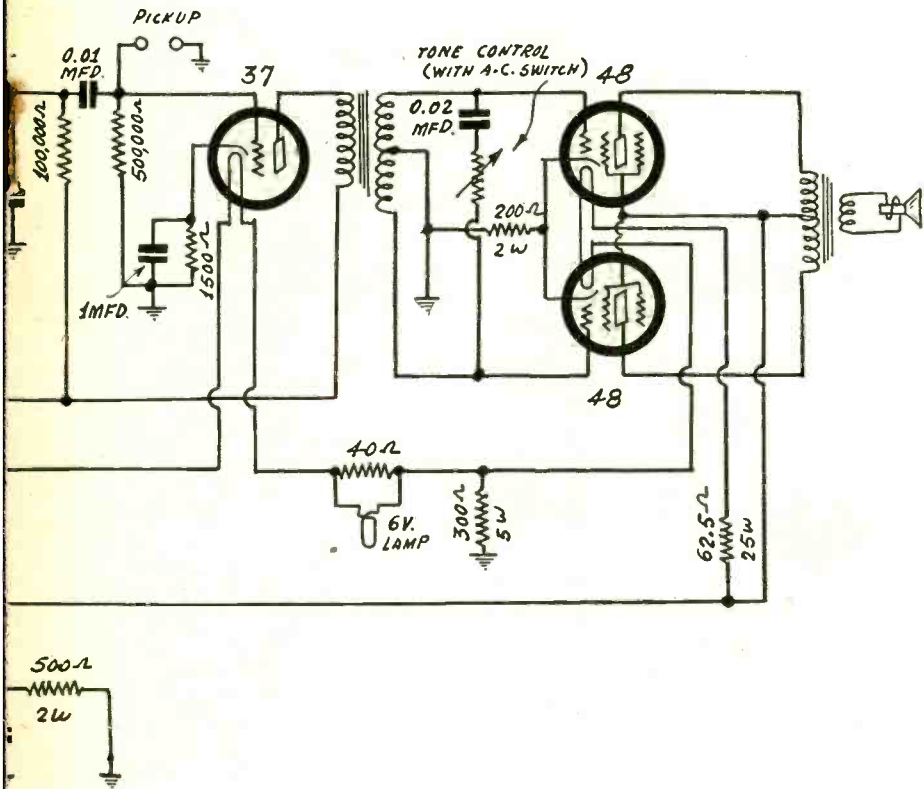 PICKUP
0.01
MFD.
37
TONE CONTROL
(WITH A-C. SWITCH)
48
0.02
MFD.
100,000Ω
500,000Ω
200Ω
2W
1500Ω
1MFD.
48
40Ω
6V.
LAMP
300Ω
5W
62.5Ω
25W
500Ω
2W